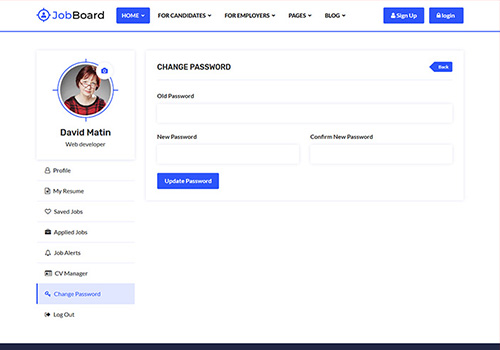 JobBoard
HOME FOR CANDIDATES FOR EMPLOYERS PAGES BLOG
Sign Up login
David Matin
Web developer
Profile
My Resume
Saved Jobs
Applied Jobs
Job Alerts
CV Manager
Change Password
Log Out
CHANGE PASSWORD
Back
Old Password
New Password Confirm New Password
Update Password